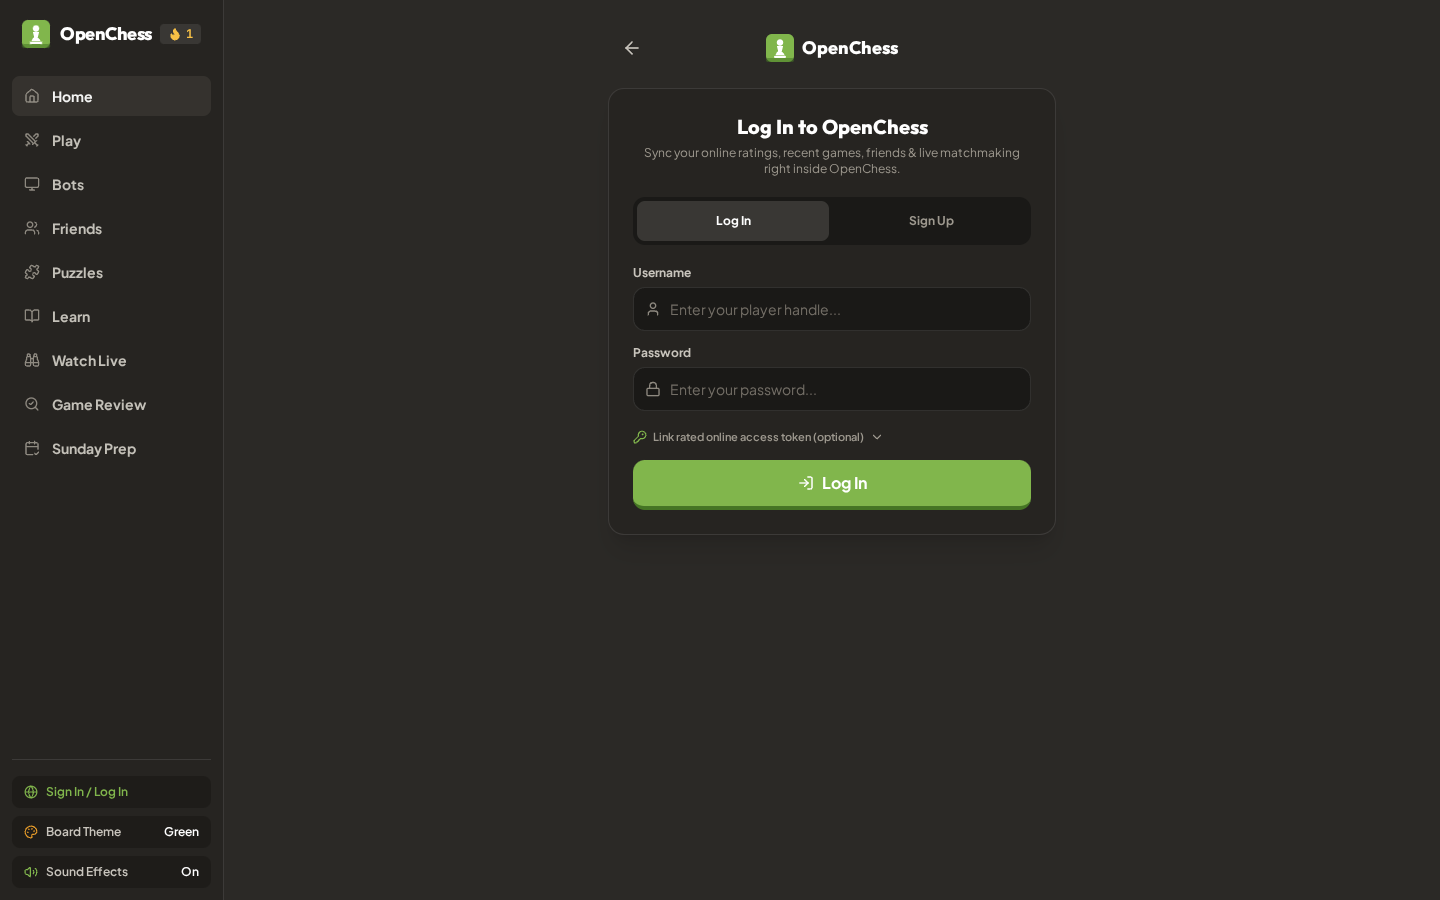 OpenChess 1
Home
Play
Bots
Friends
Puzzles
Learn
Watch Live
Game Review
Sunday Prep
Sign In / Log In
Board Theme Green
Sound Effects On
OpenChess
Log In to OpenChess
Sync your online ratings, recent games, friends & live matchmaking
right inside OpenChess.
Log In Sign Up
Username
Enter your player handle...
Password
Enter your password...
Link rated online access token (optional)
Log In